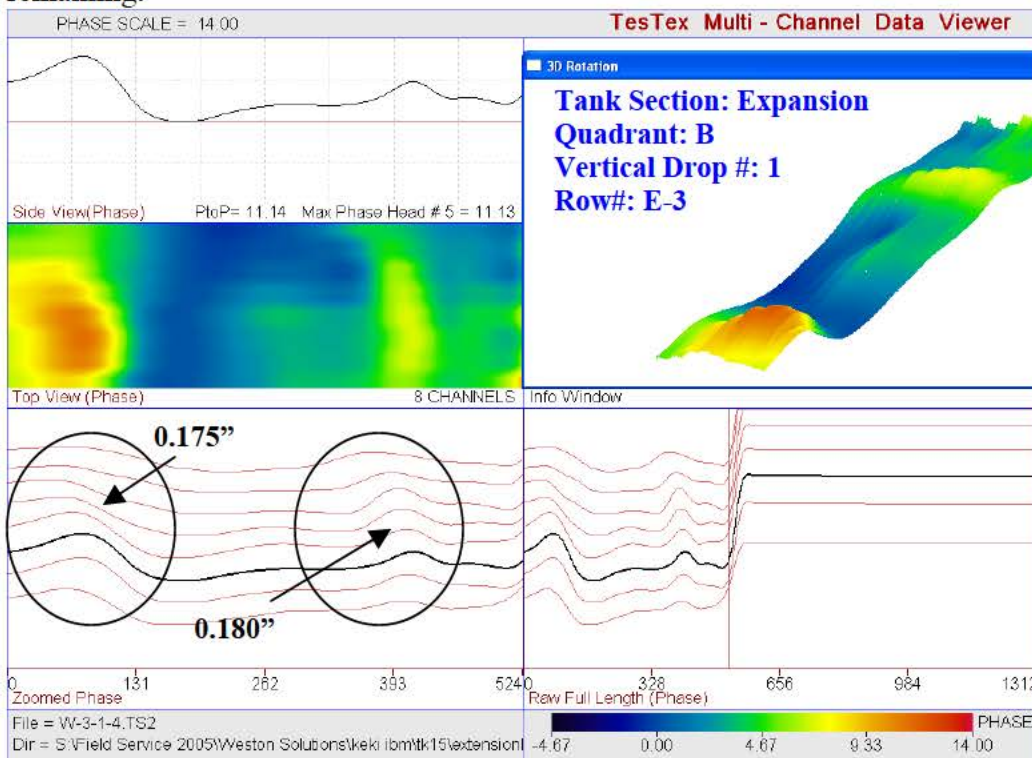 remaining.
PHASE SCALE = 14.00
TesTex Multi - Channel Data Viewer
3D Rotation
Tank Section: Expansion
Quadrant: B
Vertical Drop #: 1
Row#: E-3
Side View(Phase) PtoP= 11.14 Max Phase Head # 5 = 11.13
Top View (Phase) 8 CHANNELS
Info Window
0.175”
0.180”
0 131 262 393 524
Zoomed Phase
0 328 656 984 1312
Raw Full Length (Phase)
File = W-3-1-4.TS2
Dir = S:\Field Service 2005\Weston Solutions\keki ibm\tk15\extension
PHASE
-4.67 0.00 4.67 9.33 14.00